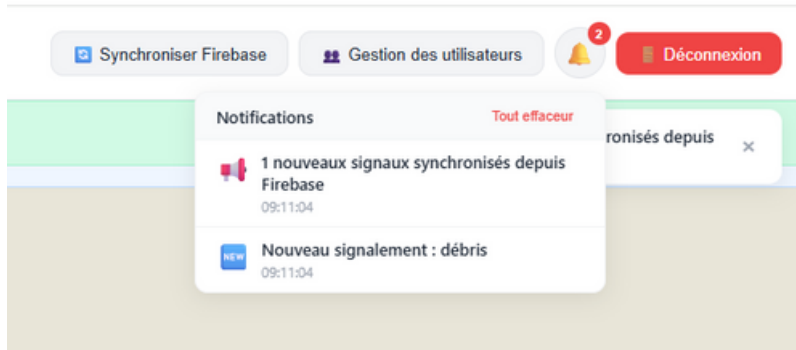 Synchroniser Firebase
Gestion des utilisateurs
2
Déconnexion
Notifications
Tout effaceur
ronisés depuis
×
1 nouveaux signaux synchronisés depuis
Firebase
09:11:04
NEW
Nouveau signalement : débris
09:11:04